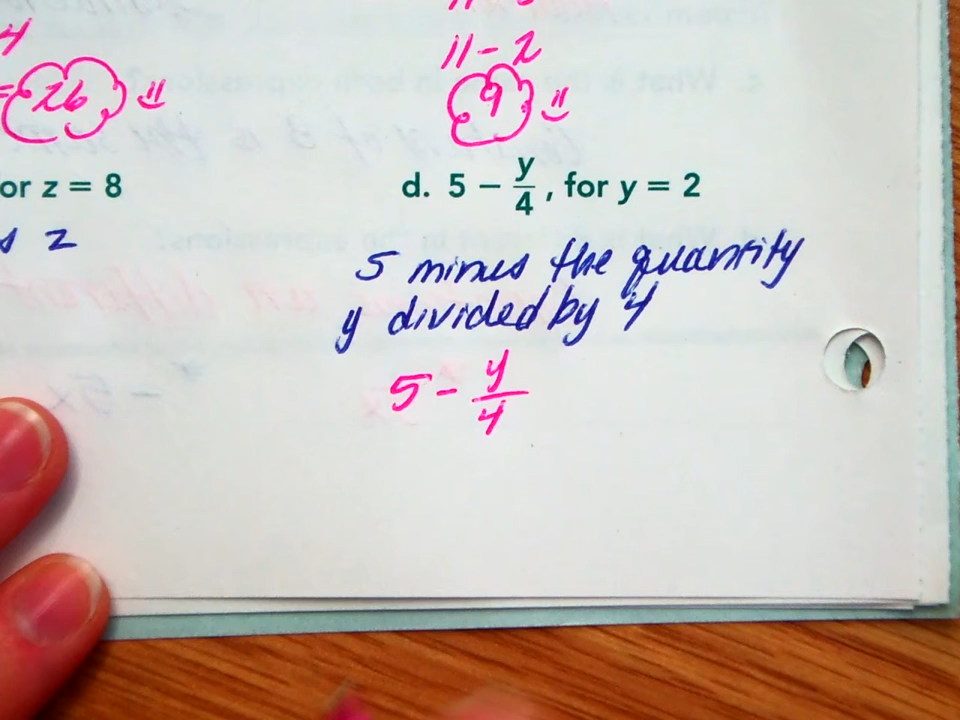 4
11 - 2
= 26
9
or z = 8
d. 5 - y/4, for y = 2
z
5 minus the quantity
y divided by 4
5 - y/4